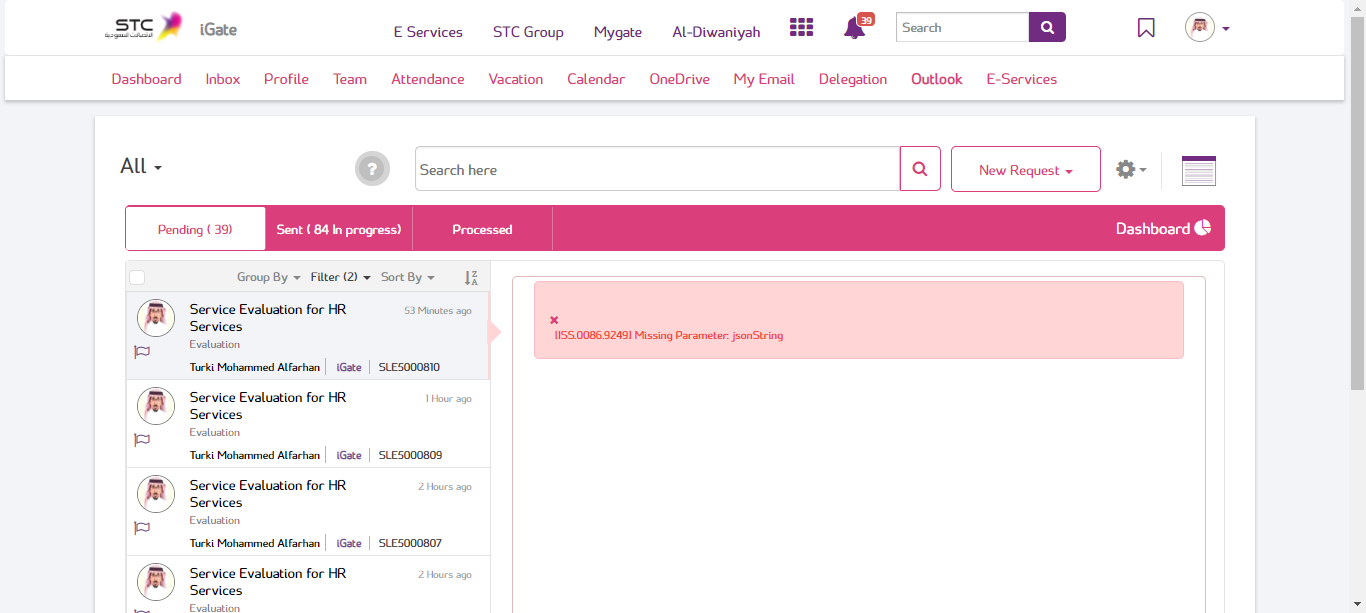 STC
iGate
E Services
STC Group
Mygate
Al-Diwaniyah
39
Search
Dashboard
Inbox
Profile
Team
Attendance
Vacation
Calendar
OneDrive
My Email
Delegation
Outlook
E-Services
All
?
Search here
New Request
Pending ( 39)
Sent ( 84 In progress)
Processed
Dashboard
Group By
Filter (2)
Sort By
Service Evaluation for HR
Services
53 Minutes ago
Evaluation
Turki Mohammed Alfarhan
iGate
SLE5000810
Service Evaluation for HR
Services
1 Hour ago
Evaluation
Turki Mohammed Alfarhan
iGate
SLE5000809
Service Evaluation for HR
Services
2 Hours ago
Evaluation
Turki Mohammed Alfarhan
iGate
SLE5000807
Service Evaluation for HR
Services
2 Hours ago
Evaluation
[ISS.0086.9249] Missing Parameter: jsonString